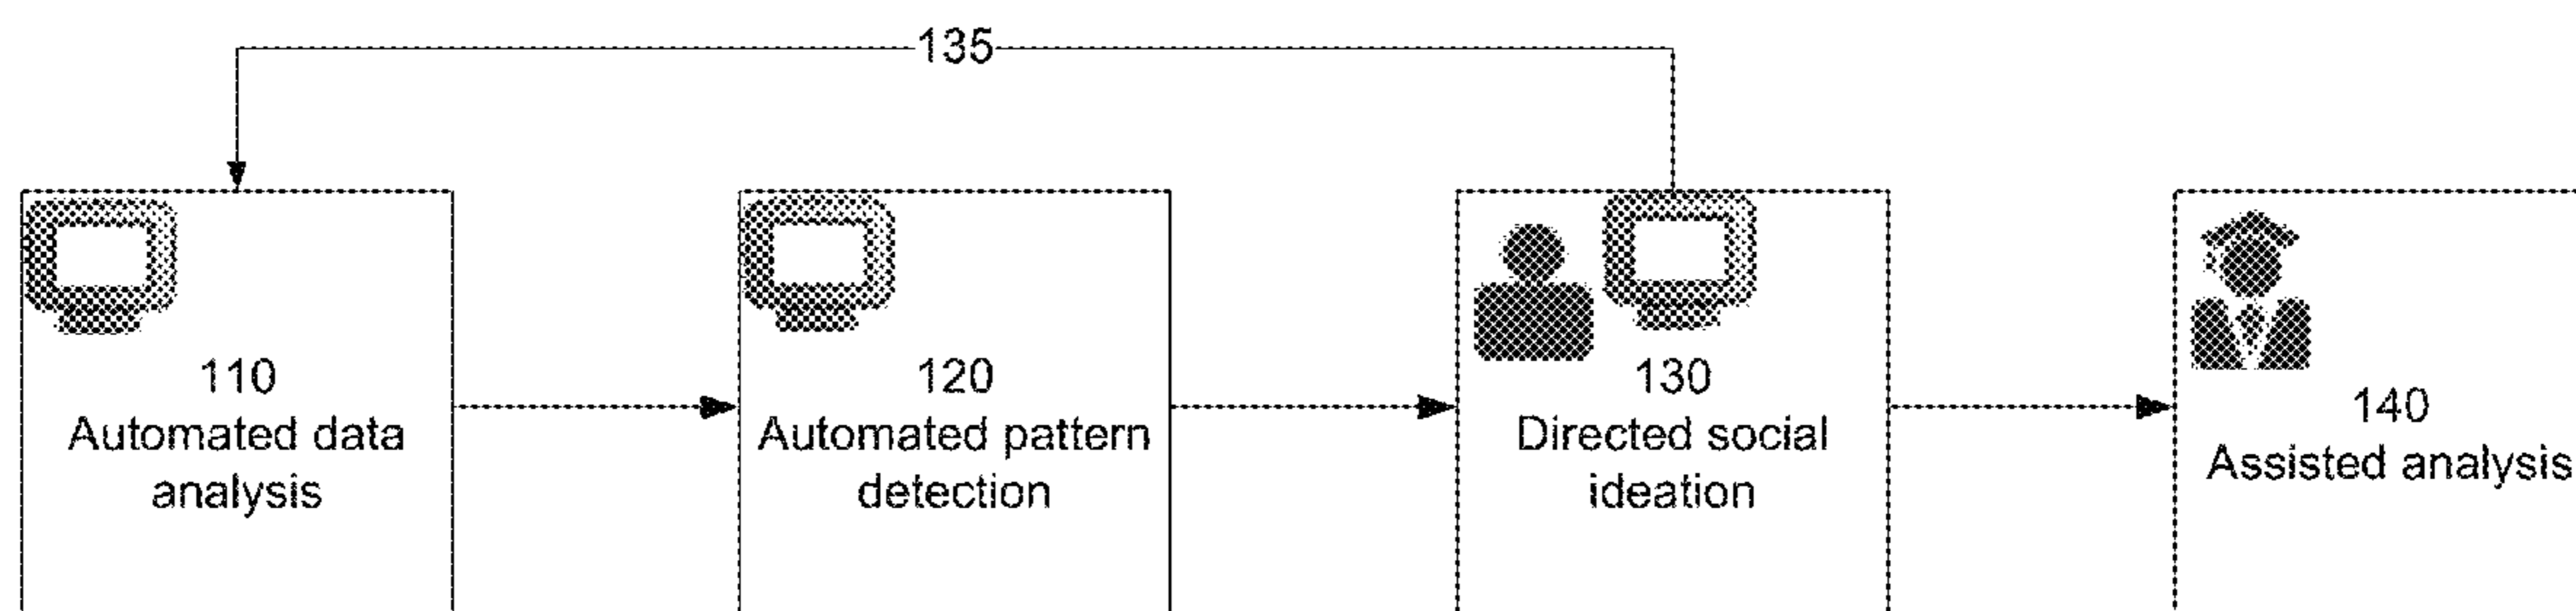 135
110
Automated data
analysis
120
Automated pattern
detection
130
Directed social
ideation
140
Assisted analysis